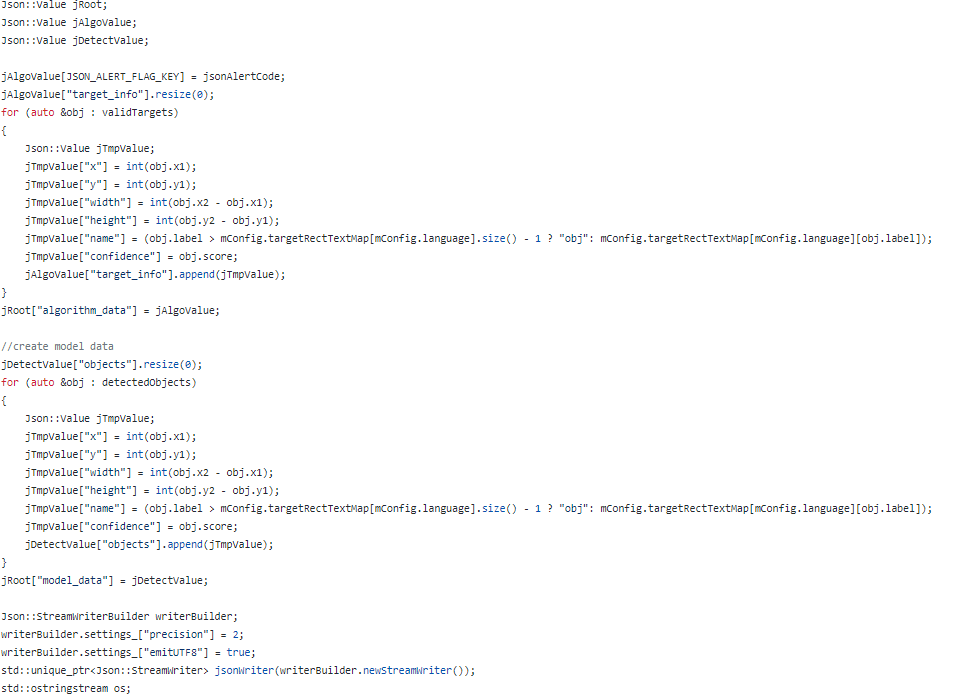 Json::Value jRoot;
Json::Value jAlgoValue;
Json::Value jDetectValue;
jAlgoValue[JSON_ALERT_FLAG_KEY] = jsonAlertCode;
jAlgoValue["target_info"].resize(0);
for (auto &obj : validTargets)
{
    Json::Value jTmpValue;
    jTmpValue["x"] = int(obj.x1);
    jTmpValue["y"] = int(obj.y1);
    jTmpValue["width"] = int(obj.x2 - obj.x1);
    jTmpValue["height"] = int(obj.y2 - obj.y1);
    jTmpValue["name"] = (obj.label > mConfig.targetRectTextMap[mConfig.language].size() - 1 ? "obj": mConfig.targetRectTextMap[mConfig.language][obj.label]);
    jTmpValue["confidence"] = obj.score;
    jAlgoValue["target_info"].append(jTmpValue);
}
jRoot["algorithm_data"] = jAlgoValue;
//create model data
jDetectValue["objects"].resize(0);
for (auto &obj : detectedObjects)
{
    Json::Value jTmpValue;
    jTmpValue["x"] = int(obj.x1);
    jTmpValue["y"] = int(obj.y1);
    jTmpValue["width"] = int(obj.x2 - obj.x1);
    jTmpValue["height"] = int(obj.y2 - obj.y1);
    jTmpValue["name"] = (obj.label > mConfig.targetRectTextMap[mConfig.language].size() - 1 ? "obj": mConfig.targetRectTextMap[mConfig.language][obj.label]);
    jTmpValue["confidence"] = obj.score;
    jDetectValue["objects"].append(jTmpValue);
}
jRoot["model_data"] = jDetectValue;
Json::StreamWriterBuilder writerBuilder;
writerBuilder.settings_["precision"] = 2;
writerBuilder.settings_["emitUTF8"] = true;
std::unique_ptr<Json::StreamWriter> jsonWriter(writerBuilder.newStreamWriter());
std::ostringstream os;